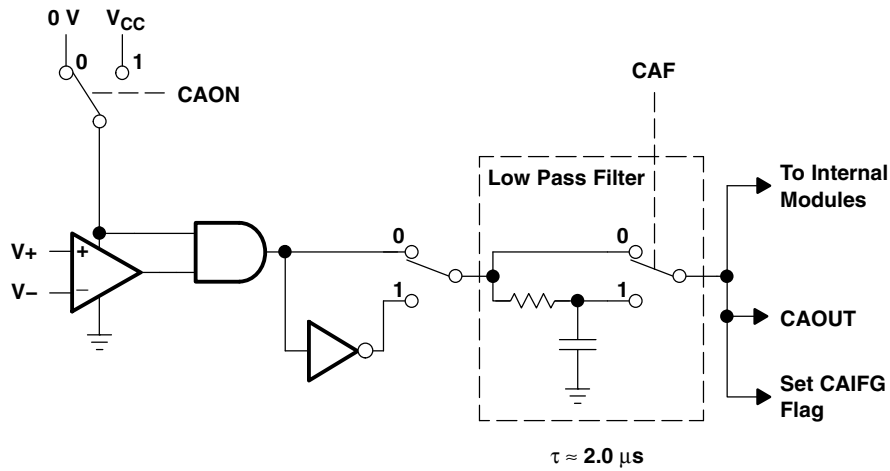 0 V VCC
0 1
CAON
CAF
Low Pass Filter
To Internal
Modules
V+ +
V− −
0
1
0
1
CAOUT
Set CAIFG
Flag
τ ≈ 2.0 μs